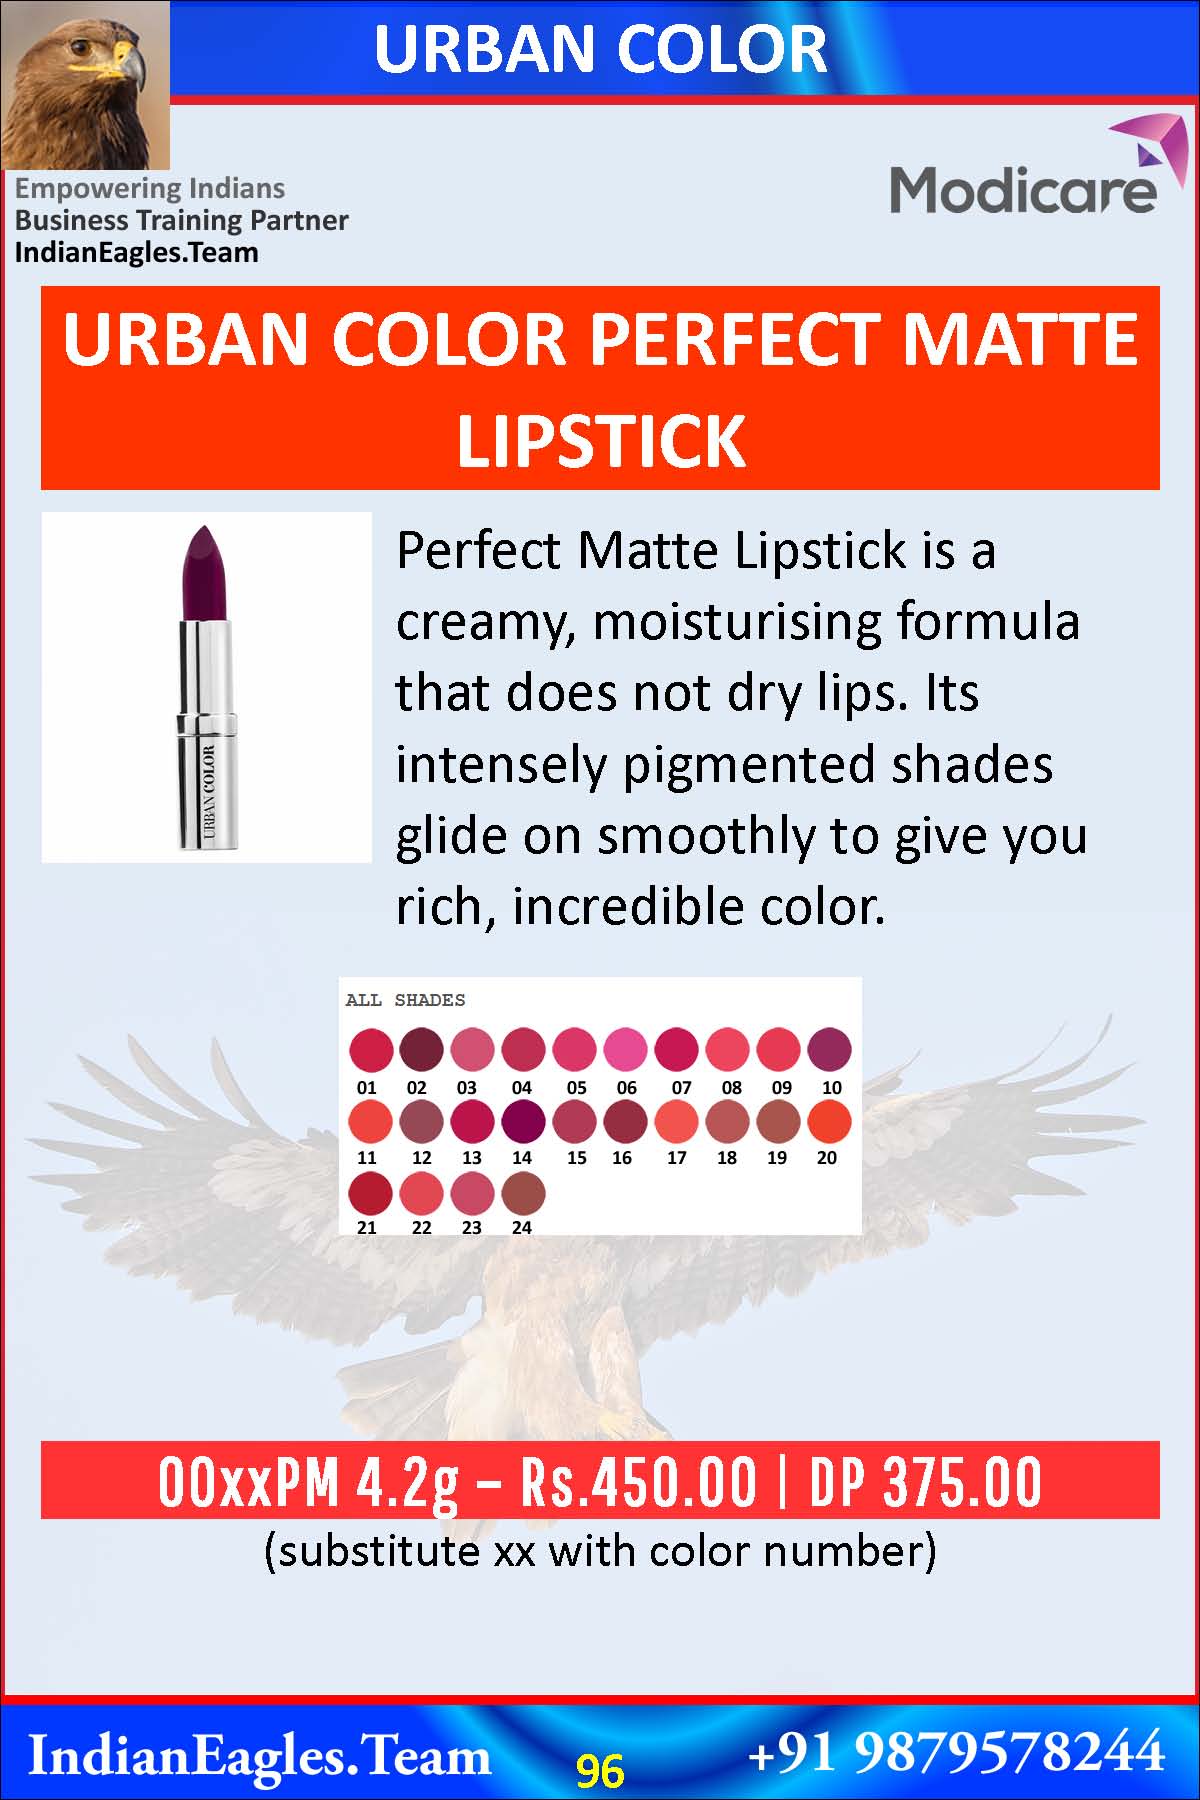 URBAN COLOR
Modicare
Empowering Indians
Business Training Partner
IndianEagles.Team
URBAN COLOR PERFECT MATTE
LIPSTICK
URBAN COLOR
Perfect Matte Lipstick is a
creamy, moisturising formula
that does not dry lips. Its
intensely pigmented shades
glide on smoothly to give you
rich, incredible color.
ALL SHADES
01 02 03 04 05 06 07 08 09 10
11 12 13 14 15 16 17 18 19 20
21 22 23 24
00xxPM 4.2g – Rs.450.00 | DP 375.00
(substitute xx with color number)
IndianEagles.Team 96 +91 9879578244